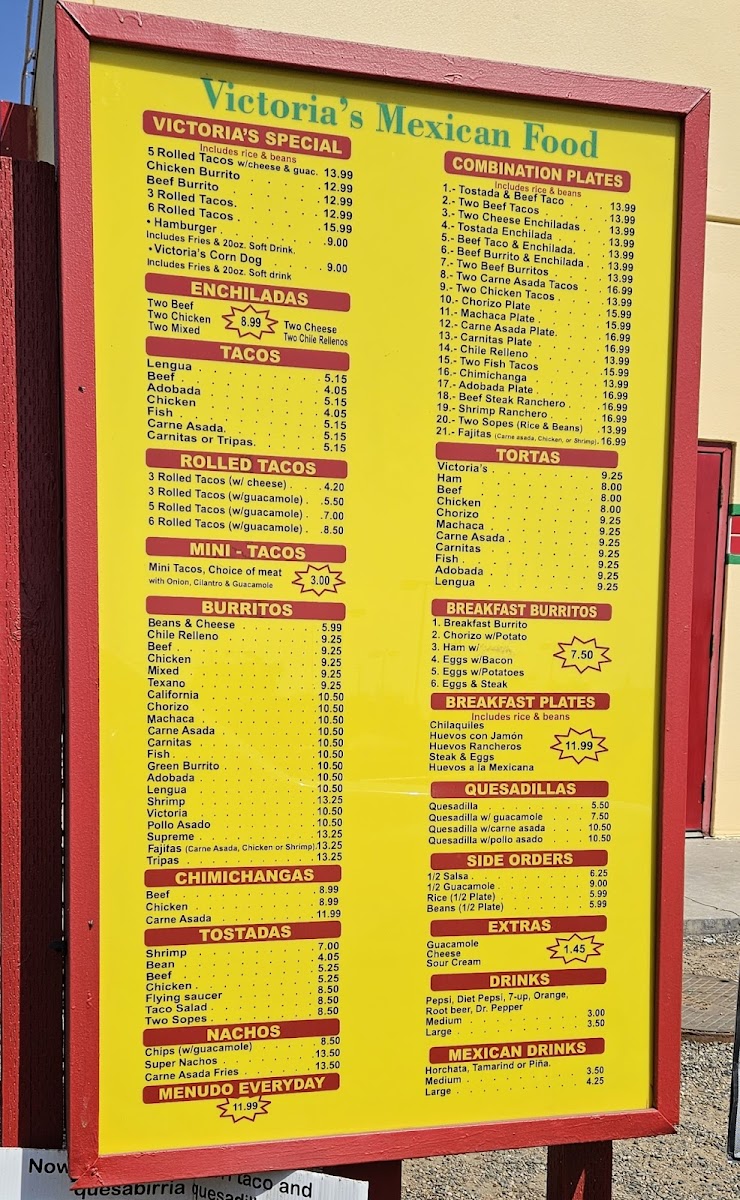 Victoria's Mexican Food
VICTORIA'S SPECIAL
Includes rice & beans
5 Rolled Tacos w/cheese & guac. 13.99
Chicken Burrito 12.99
Beef Burrito 12.99
3 Rolled Tacos. 12.99
6 Rolled Tacos 15.99
• Hamburger 9.00
Includes Fries & 20oz. Soft Drink.
• Victoria's Corn Dog 9.00
Includes Fries & 20oz. Soft drink
ENCHILADAS
Two Beef
Two Chicken
Two Mixed
8.99
Two Cheese
Two Chile Rellenos
TACOS
Lengua 5.15
Beef 4.05
Adobada 5.15
Chicken 4.05
Fish 5.15
Carne Asada. 5.15
Carnitas or Tripas. 5.15
ROLLED TACOS
3 Rolled Tacos (w/ cheese) 4.20
3 Rolled Tacos (w/guacamole) 5.50
5 Rolled Tacos (w/guacamole) 7.00
6 Rolled Tacos (w/guacamole) 8.50
MINI - TACOS
Mini Tacos, Choice of meat
with Onion, Cilantro & Guacamole
3.00
BURRITOS
Beans & Cheese 5.99
Chile Relleno 9.25
Beef 9.25
Chicken 9.25
Mixed 9.25
Texano 9.25
California 10.50
Chorizo 10.50
Machaca 10.50
Carne Asada 10.50
Carnitas 10.50
Fish 10.50
Green Burrito 10.50
Adobada 10.50
Lengua 10.50
Shrimp 13.25
Victoria 10.50
Pollo Asado 10.50
Supreme 13.25
Fajitas (Carne Asada, Chicken or Shrimp) 13.25
Tripas 13.25
CHIMICHANGAS
Beef 8.99
Chicken 8.99
Carne Asada 11.99
TOSTADAS
Shrimp 7.00
Bean 4.05
Beef 5.25
Chicken 5.25
Flying saucer 8.50
Taco Salad 8.50
Two Sopes 8.50
NACHOS
Chips (w/guacamole) 8.50
Super Nachos 13.50
Carne Asada Fries 13.50
MENUDO EVERYDAY
11.99
COMBINATION PLATES
Includes rice & beans
1.- Tostada & Beef Taco 13.99
2.- Two Beef Tacos 13.99
3.- Two Cheese Enchiladas 13.99
4.- Tostada Enchilada 13.99
5.- Beef Taco & Enchilada. 13.99
6.- Beef Burrito & Enchilada 13.99
7.- Two Beef Burritos 13.99
8.- Two Carne Asada Tacos 16.99
9.- Two Chicken Tacos 13.99
10.- Chorizo Plate 15.99
11.- Machaca Plate 15.99
12.- Carne Asada Plate. 16.99
13.- Carnitas Plate 16.99
14.- Chile Relleno 13.99
15.- Two Fish Tacos 15.99
16.- Chimichanga 13.99
17.- Adobada Plate 16.99
18.- Beef Steak Ranchero 16.99
19.- Shrimp Ranchero 16.99
20.- Two Sopes (Rice & Beans) 13.99
21.- Fajitas (Carne asada, Chicken, or Shrimp) 16.99
TORTAS
Victoria's 9.25
Ham 8.00
Beef 8.00
Chicken 8.00
Chorizo 9.25
Machaca 9.25
Carne Asada 9.25
Carnitas 9.25
Fish 9.25
Adobada 9.25
Lengua 9.25
BREAKFAST BURRITOS
1. Breakfast Burrito
2. Chorizo w/Potato
3. Ham w/
4. Eggs w/Bacon
5. Eggs w/Potatoes
6. Eggs & Steak
7.50
BREAKFAST PLATES
Includes rice & beans
Chilaquiles
Huevos con Jamón
Huevos Rancheros
Steak & Eggs
Huevos a la Mexicana
11.99
QUESADILLAS
Quesadilla 5.50
Quesadilla w/ guacamole 7.50
Quesadilla w/carne asada 10.50
Quesadilla w/pollo asado 10.50
SIDE ORDERS
1/2 Salsa 6.25
1/2 Guacamole 9.00
Rice (1/2 Plate) 5.99
Beans (1/2 Plate) 5.99
EXTRAS
Guacamole
Cheese
Sour Cream
1.45
DRINKS
Pepsi, Diet Pepsi, 7-up, Orange,
Root beer, Dr. Pepper
Medium 3.00
Large 3.50
MEXICAN DRINKS
Horchata, Tamarind or Piña.
Medium 3.50
Large 4.25
Now taco and
quesabirria